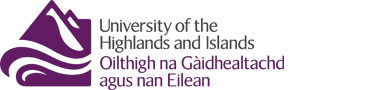 University of the
Highlands and Islands
Oilthigh na Gàidhealtachd
agus nan Eilean